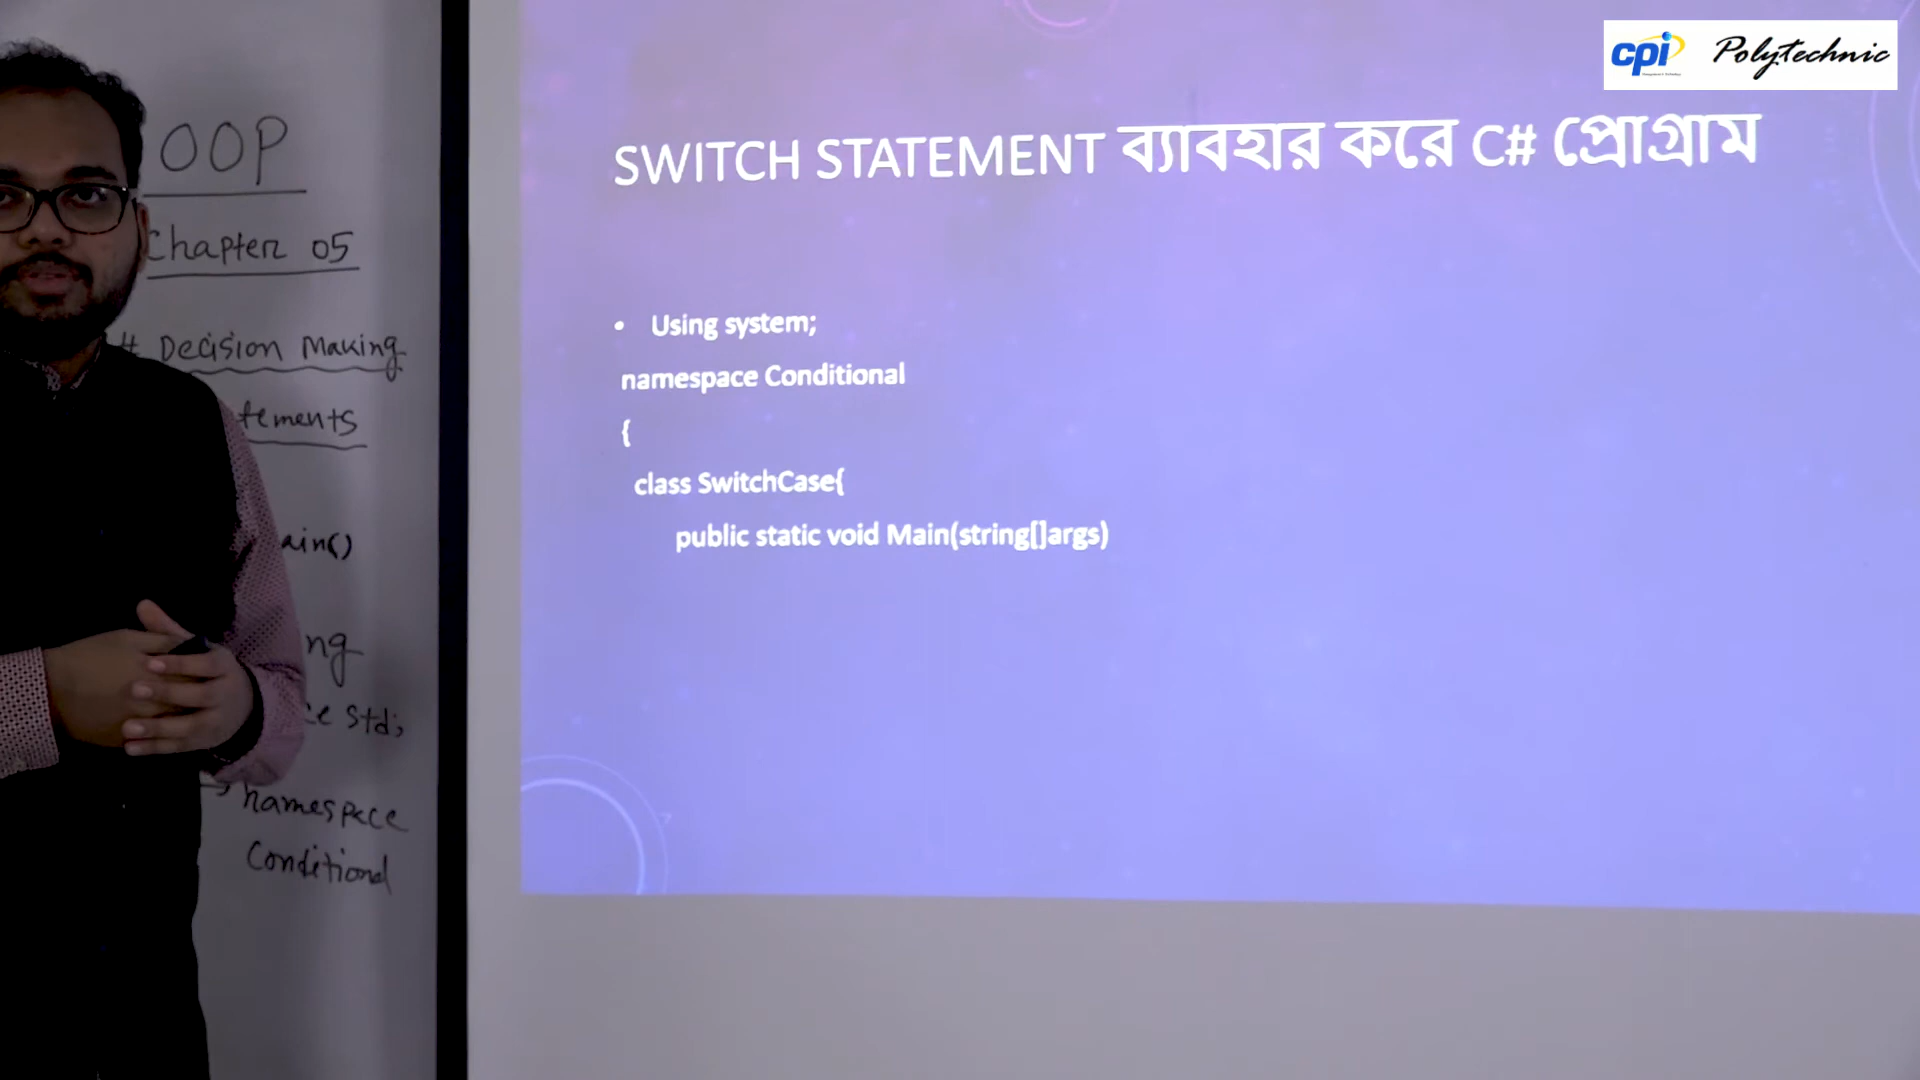 OOP
Chapter 05
# Decision Making
tements
ain()
ng
ce std;
namespace
Conditional
cpi Polytechnic
SWITCH STATEMENT ব্যাবহার করে C# প্রোগ্রাম
• Using system;
namespace Conditional
{
class SwitchCase{
public static void Main(string[]args)